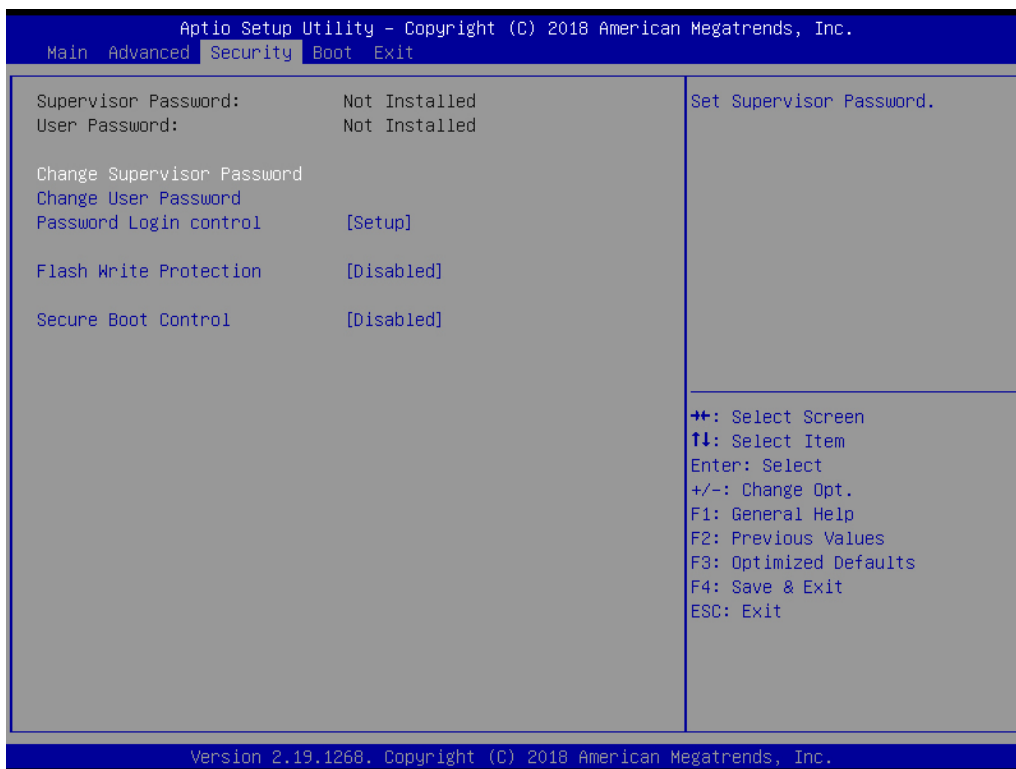 Aptio Setup Utility – Copyright (C) 2018 American Megatrends, Inc.
Main Advanced Security Boot Exit
Supervisor Password: Not Installed
User Password: Not Installed
Change Supervisor Password
Change User Password
Password Login control [Setup]
Flash Write Protection [Disabled]
Secure Boot Control [Disabled]
Set Supervisor Password.
→←: Select Screen
↑↓: Select Item
Enter: Select
+/-: Change Opt.
F1: General Help
F2: Previous Values
F3: Optimized Defaults
F4: Save & Exit
ESC: Exit
Version 2.19.1268. Copyright (C) 2018 American Megatrends, Inc.